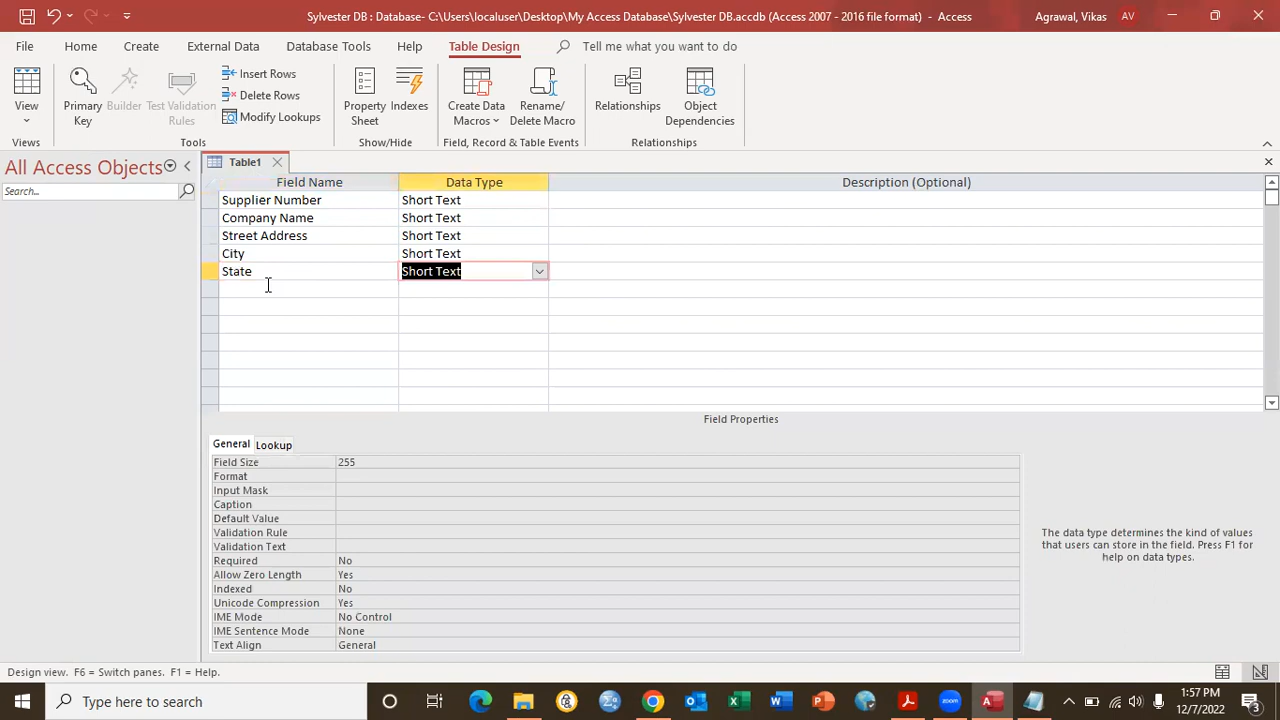 Sylvester DB : Database- C:\Users\localuser\Desktop\My Access Database\Sylvester DB.accdb (Access 2007 - 2016 file format) - Access
Agrawal, Vikas
AV
File
Home
Create
External Data
Database Tools
Help
Table Design
Tell me what you want to do
View
Primary
Key
Builder
Test Validation
Rules
Insert Rows
Delete Rows
Modify Lookups
Property
Sheet
Indexes
Create Data
Macros
Rename/
Delete Macro
Relationships
Object
Dependencies
Views
Tools
Show/Hide
Field, Record & Table Events
Relationships
All Access Objects
Search...
Table1
Field Name Data Type Description (Optional)
Supplier Number Short Text
Company Name Short Text
Street Address Short Text
City Short Text
State Short Text
Field Properties
General Lookup
Field Size 255
Format
Input Mask
Caption
Default Value
Validation Rule
Validation Text
Required No
Allow Zero Length Yes
Indexed No
Unicode Compression Yes
IME Mode No Control
IME Sentence Mode None
Text Align General
The data type determines the kind of values
that users can store in the field. Press F1 for
help on data types.
Design view. F6 = Switch panes. F1 = Help.
Type here to search
zoom
1:57 PM
12/7/2022
3